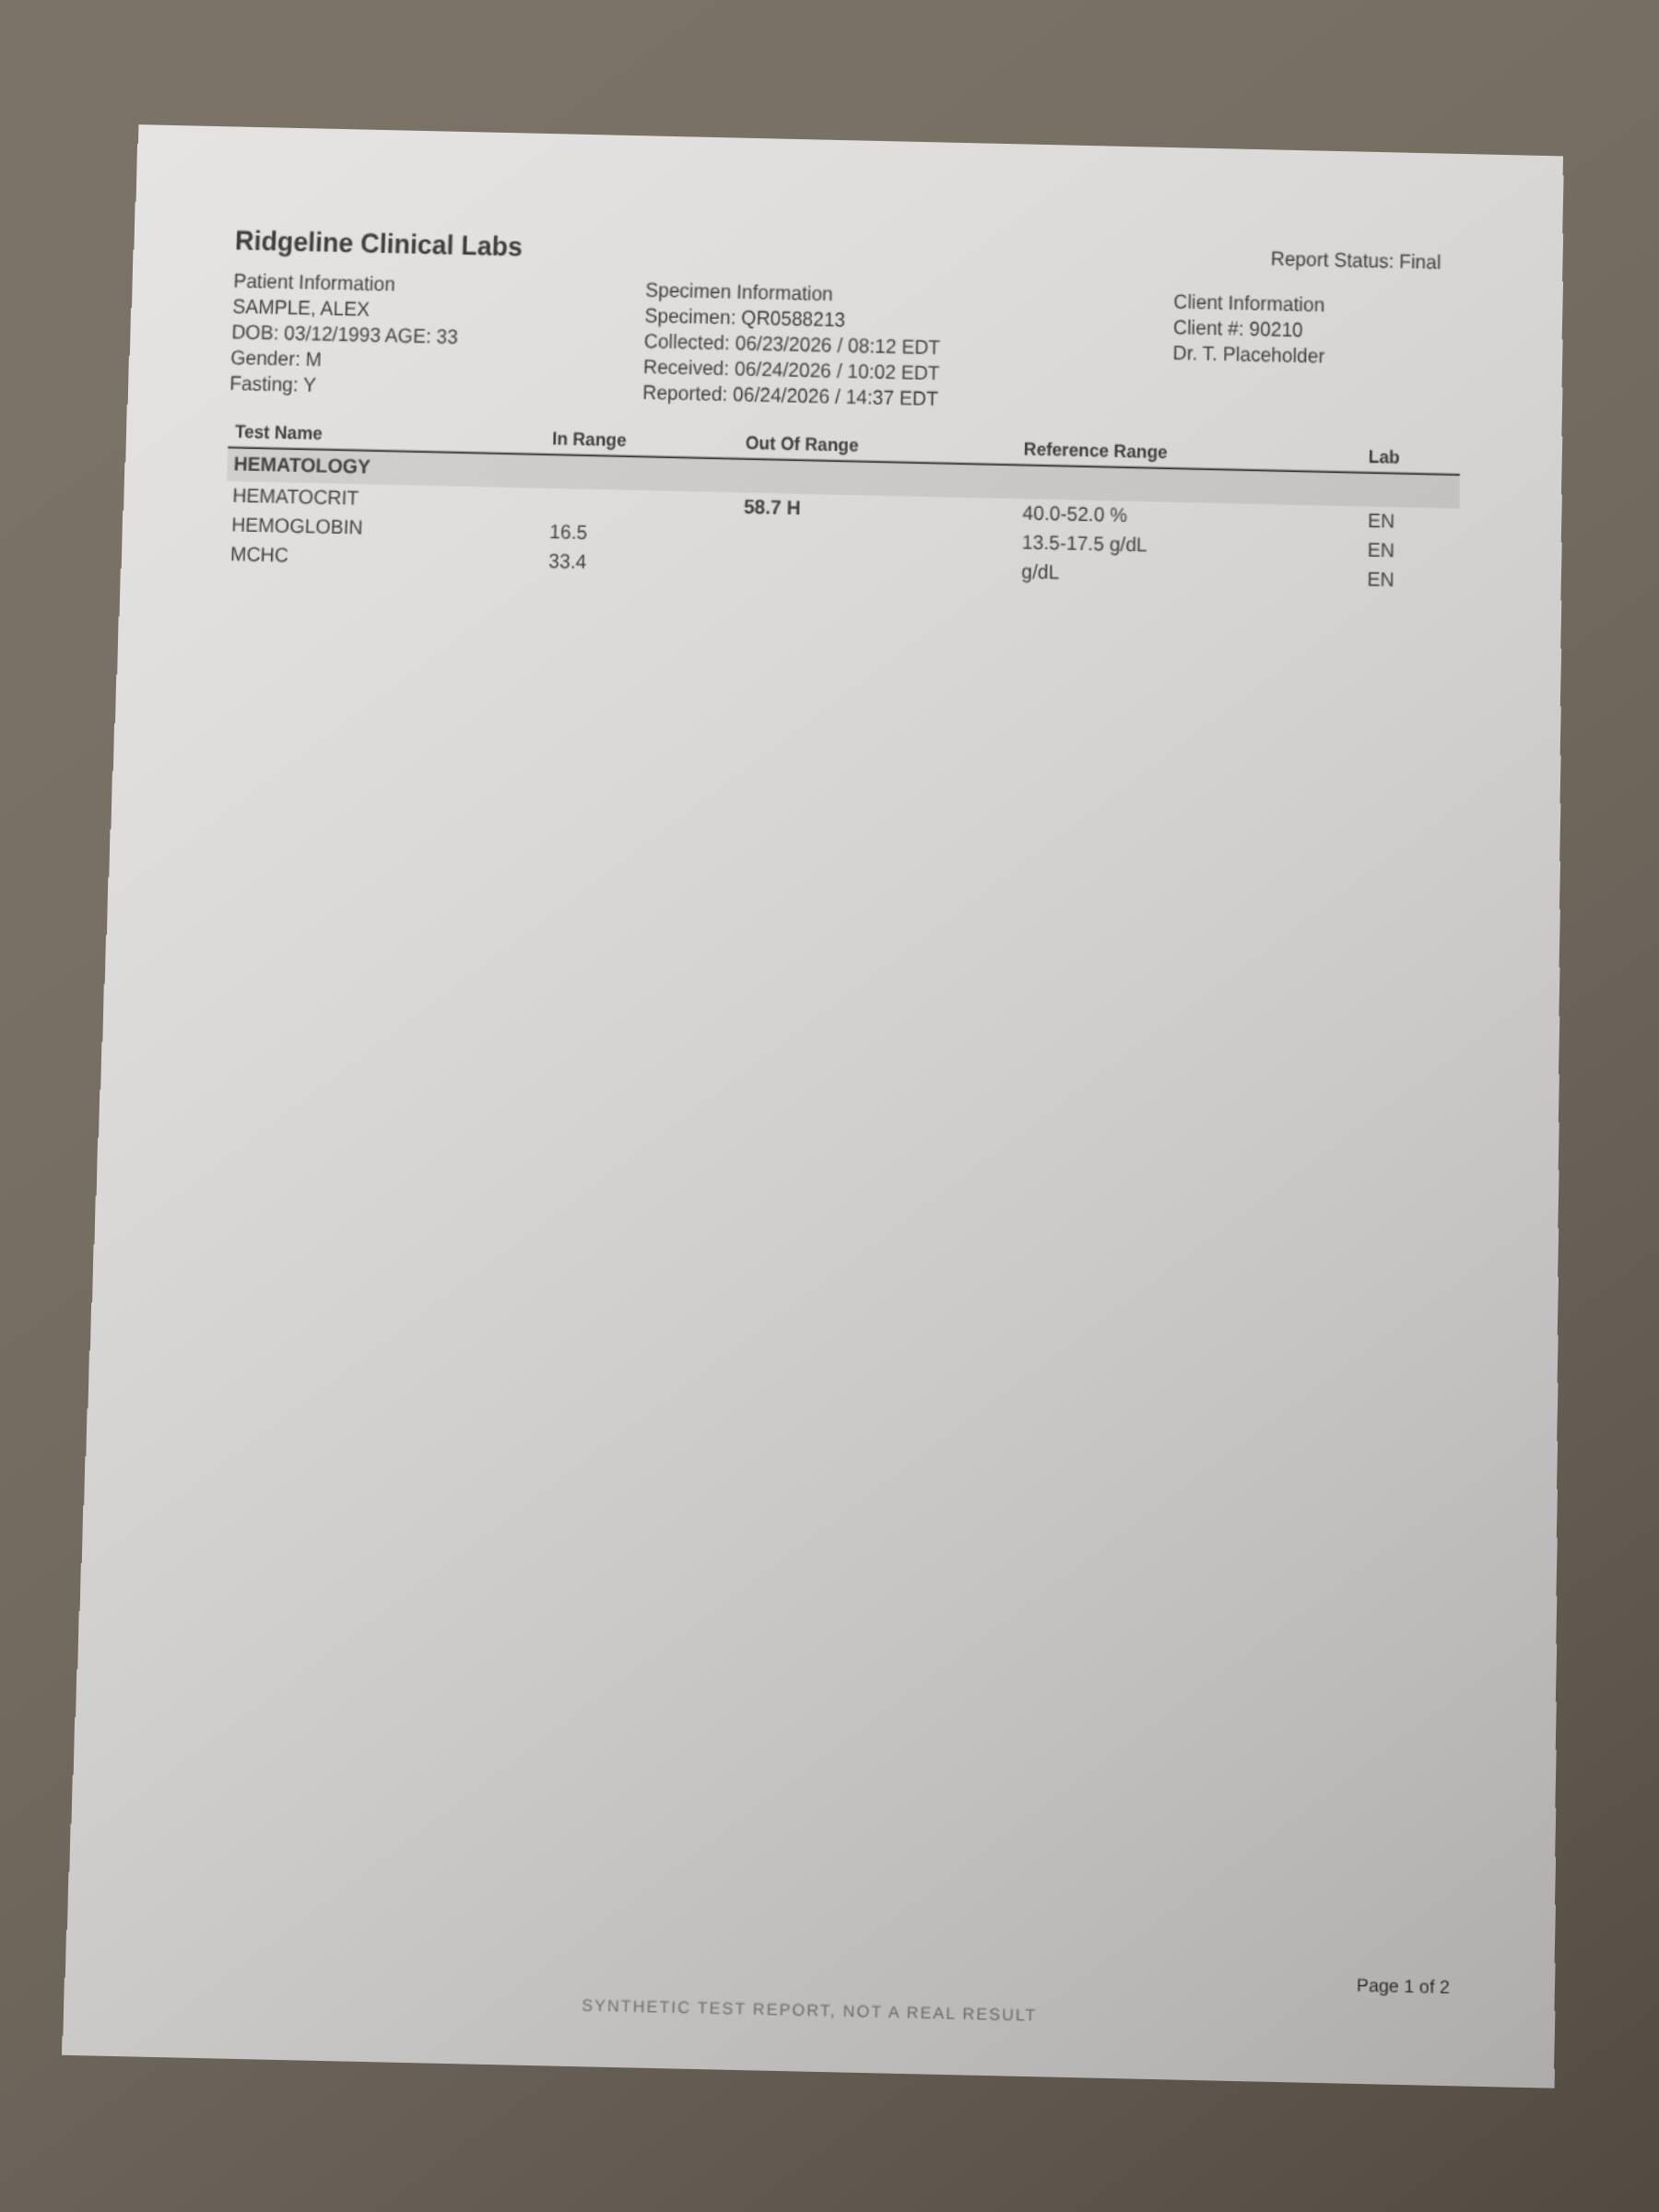 Ridgeline Clinical Labs
Report Status: Final
Patient Information
SAMPLE, ALEX
DOB: 03/12/1993 AGE: 33
Gender: M
Fasting: Y
Specimen Information
Specimen: QR0588213
Collected: 06/23/2026 / 08:12 EDT
Received: 06/24/2026 / 10:02 EDT
Reported: 06/24/2026 / 14:37 EDT
Client Information
Client #: 90210
Dr. T. Placeholder
Test Name In Range Out Of Range Reference Range Lab
HEMATOLOGY
HEMATOCRIT 58.7 H 40.0-52.0 % EN
HEMOGLOBIN 16.5 13.5-17.5 g/dL EN
MCHC 33.4 g/dL EN
Page 1 of 2
SYNTHETIC TEST REPORT, NOT A REAL RESULT